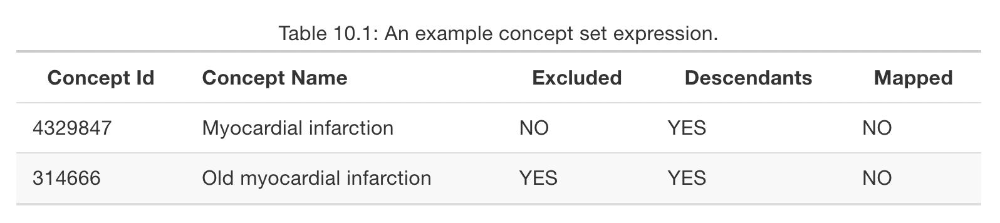 Table 10.1: An example concept set expression.
Concept Id Concept Name Excluded Descendants Mapped
4329847 Myocardial infarction NO YES NO
314666 Old myocardial infarction YES YES NO